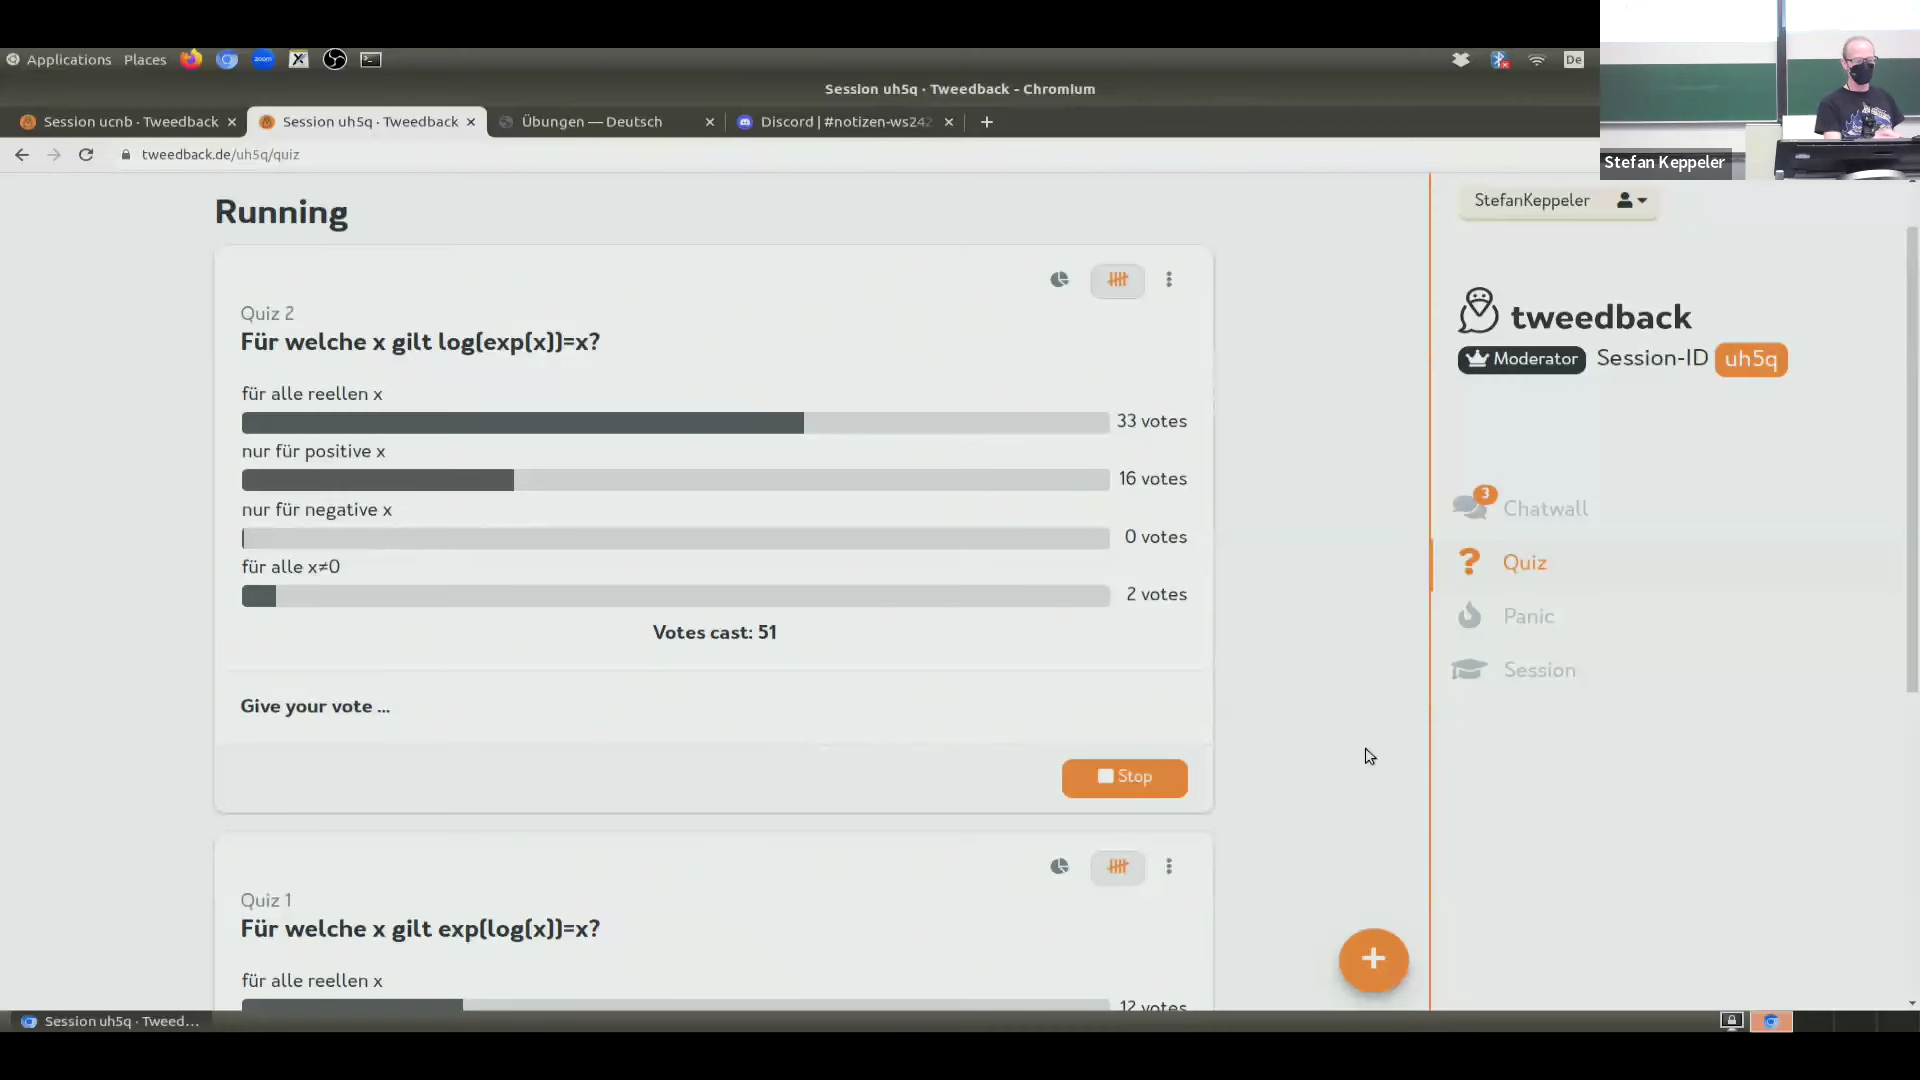 Applications Places zoom De
Session uh5q · Tweedback - Chromium
Session ucnb · Tweedback Session uh5q · Tweedback Übungen — Deutsch Discord | #notizen-ws242
tweedback.de/uh5q/quiz
Stefan Keppeler
Running
StefanKeppeler
Quiz 2
Für welche x gilt log(exp(x))=x?
für alle reellen x
33 votes
nur für positive x
16 votes
nur für negative x
0 votes
für alle x≠0
2 votes
Votes cast: 51
Give your vote ...
Stop
Quiz 1
Für welche x gilt exp(log(x))=x?
für alle reellen x
12 votes
tweedback
Moderator Session-ID uh5q
3
Chatwall
Quiz
Panic
Session
Session uh5q · Tweed...